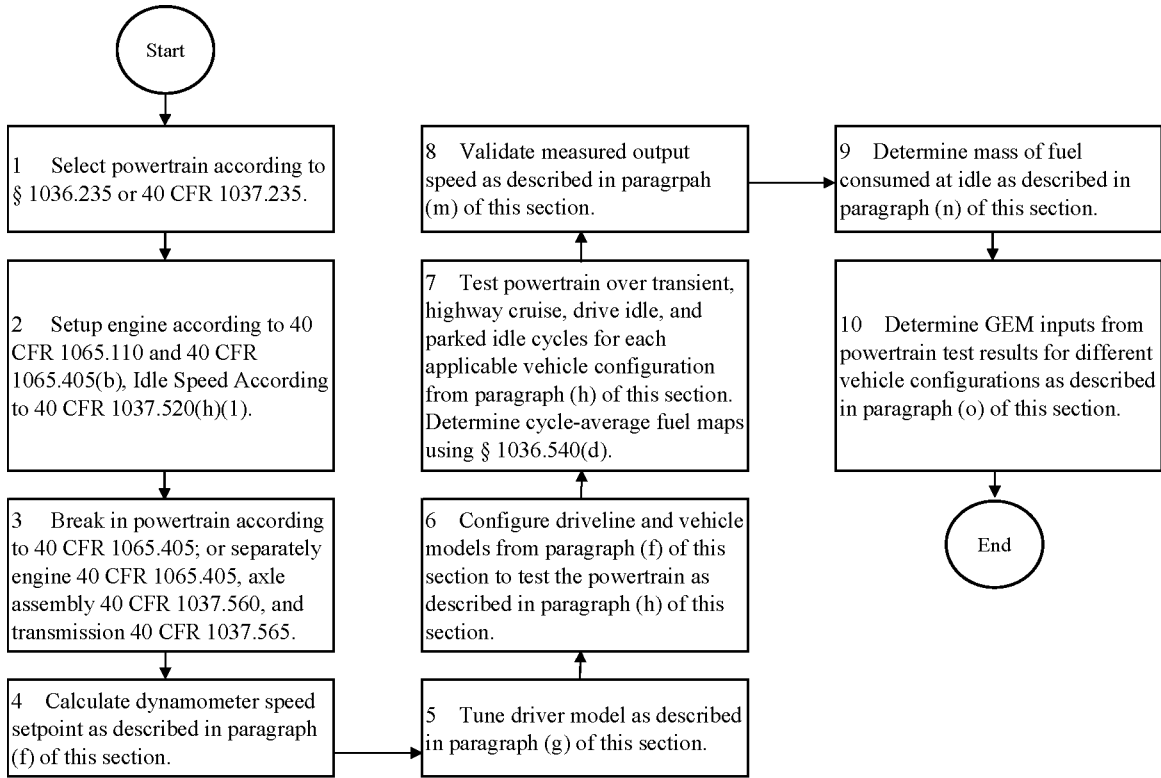 Start
1 Select powertrain according to
§ 1036.235 or 40 CFR 1037.235.
2 Setup engine according to 40
CFR 1065.110 and 40 CFR
1065.405(b), Idle Speed According
to 40 CFR 1037.520(h)(1).
3 Break in powertrain according
to 40 CFR 1065.405; or separately
engine 40 CFR 1065.405, axle
assembly 40 CFR 1037.560, and
transmission 40 CFR 1037.565.
4 Calculate dynamometer speed
setpoint as described in paragraph
(f) of this section.
5 Tune driver model as described
in paragraph (g) of this section.
6 Configure driveline and vehicle
models from paragraph (f) of this
section to test the powertrain as
described in paragraph (h) of this
section.
7 Test powertrain over transient,
highway cruise, drive idle, and
parked idle cycles for each
applicable vehicle configuration
from paragraph (h) of this section.
Determine cycle-average fuel maps
using § 1036.540(d).
8 Validate measured output
speed as described in paragrpah
(m) of this section.
9 Determine mass of fuel
consumed at idle as described in
paragraph (n) of this section.
10 Determine GEM inputs from
powertrain test results for different
vehicle configurations as described
in paragraph (o) of this section.
End